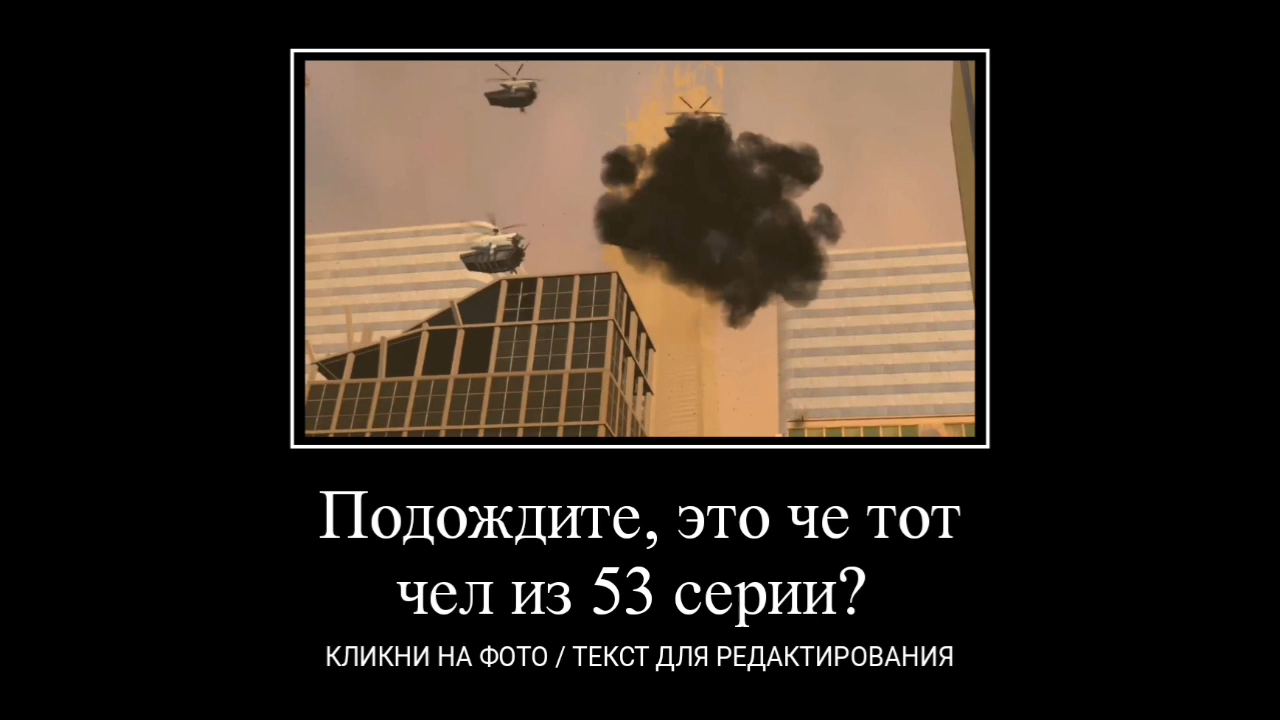 Подождите, это че тот
чел из 53 серии?
КЛИКНИ НА ФОТО / ТЕКСТ ДЛЯ РЕДАКТИРОВАНИЯ